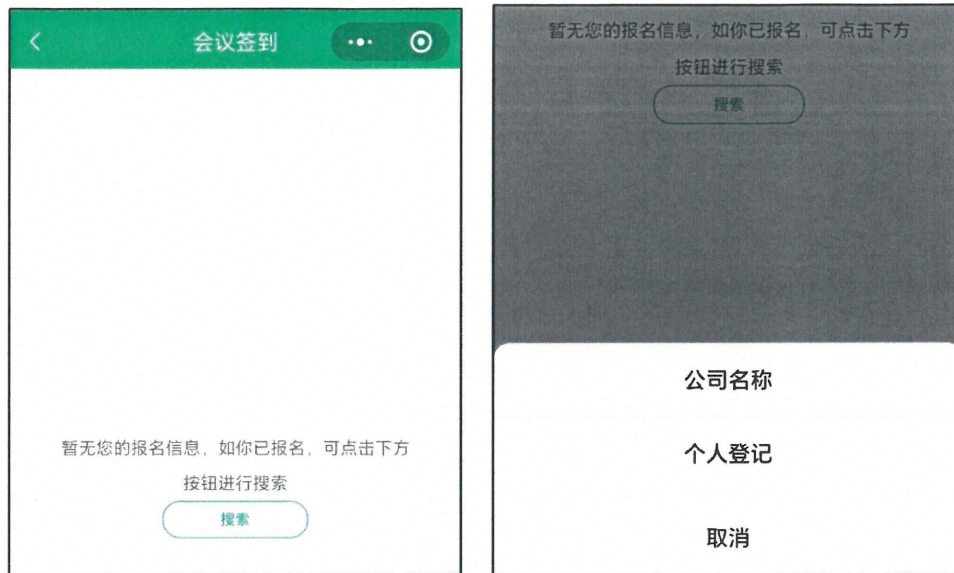 会议签到
暂无您的报名信息，如你已报名，可点击下方
按钮进行搜索
搜索
暂无您的报名信息，如你已报名，可点击下方
按钮进行搜索
搜索
公司名称
个人登记
取消